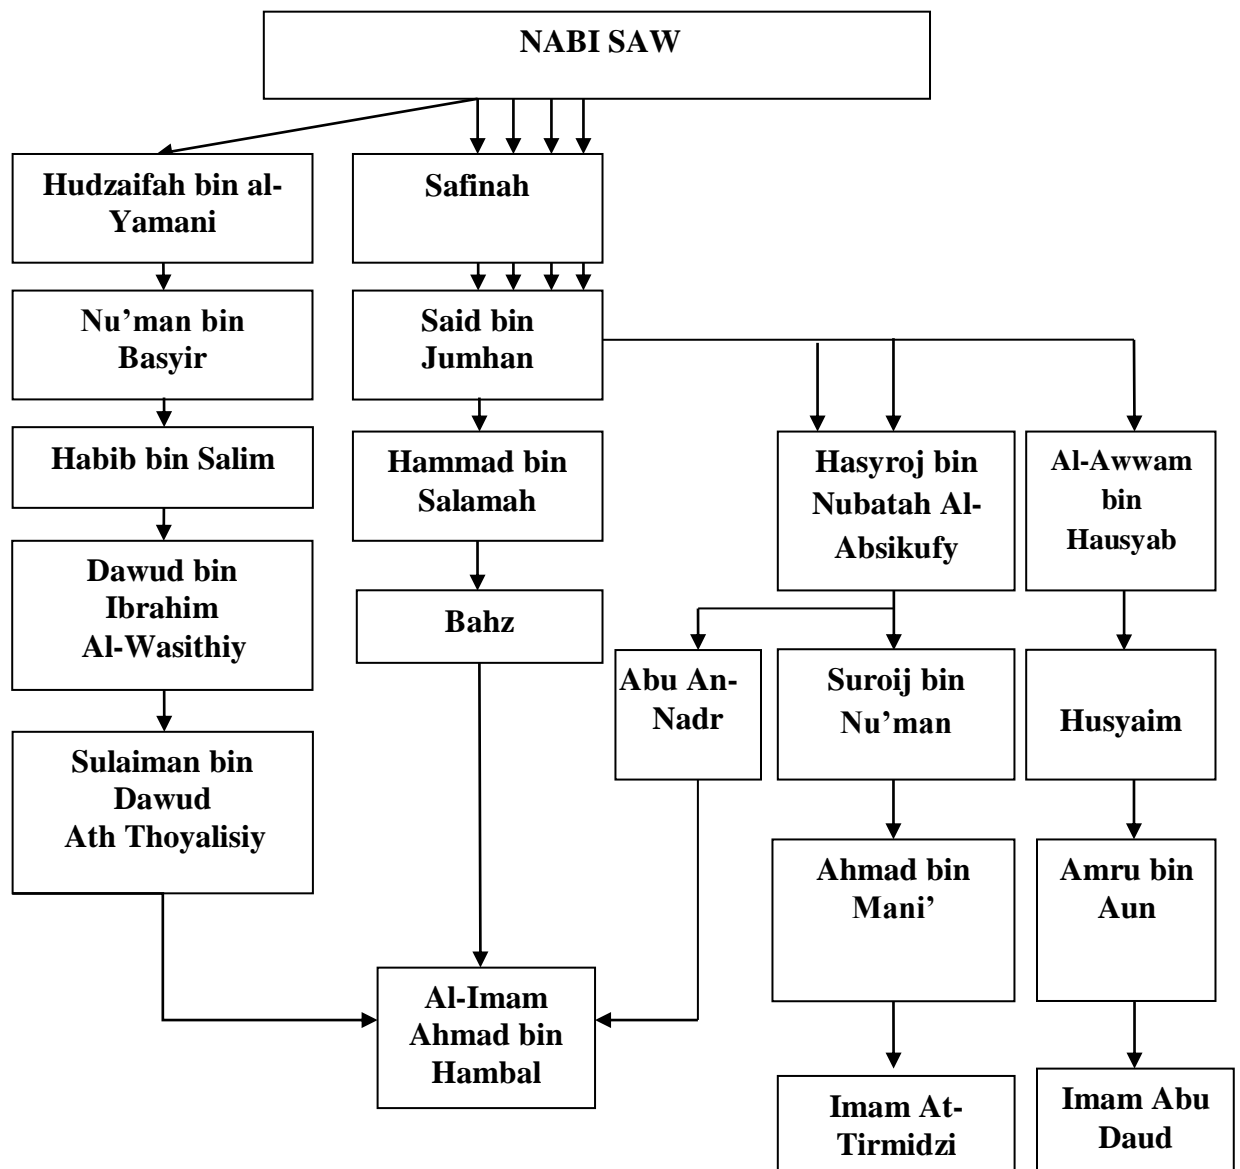 NABI SAW
Hudzaifah bin al-
Yamani
Safinah
Nu’man bin
Basyir
Said bin
Jumhan
Habib bin Salim
Hammad bin
Salamah
Hasyroj bin
Nubatah Al-
Absikufy
Al-Awwam
bin
Hausyab
Dawud bin
Ibrahim
Al-Wasithiy
Bahz
Abu An-
Nadr
Suroij bin
Nu’man
Husyaim
Sulaiman bin
Dawud
Ath Thoyalisiy
Ahmad bin
Mani’
Amru bin
Aun
Al-Imam
Ahmad bin
Hambal
Imam At-
Tirmidzi
Imam Abu
Daud